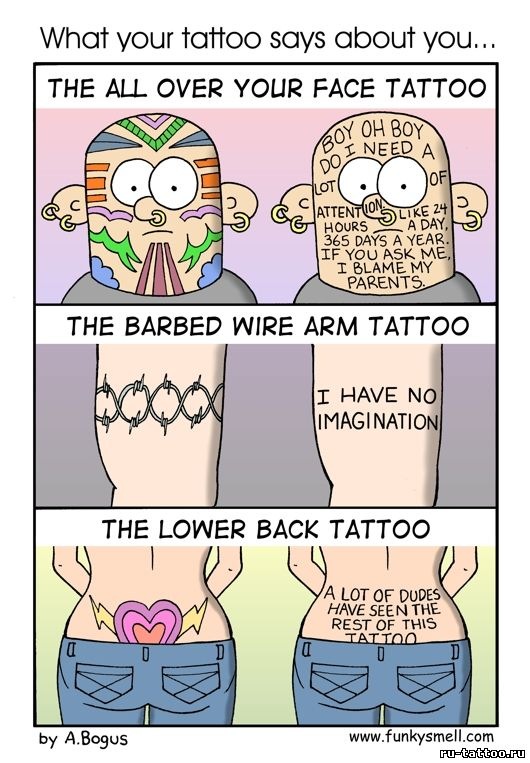 What your tattoo says about you...
THE ALL OVER YOUR FACE TATTOO
BOY OH BOY
DO I NEED A
LOT OF
ATTENTION LIKE 24
HOURS A DAY,
365 DAYS A YEAR.
IF YOU ASK ME,
I BLAME MY
PARENTS.
THE BARBED WIRE ARM TATTOO
I HAVE NO
IMAGINATION
THE LOWER BACK TATTOO
A LOT OF DUDES
HAVE SEEN THE
REST OF THIS
TATTOO
by A.Bogus
www.funkysmell.com
ru-tattoo.ru